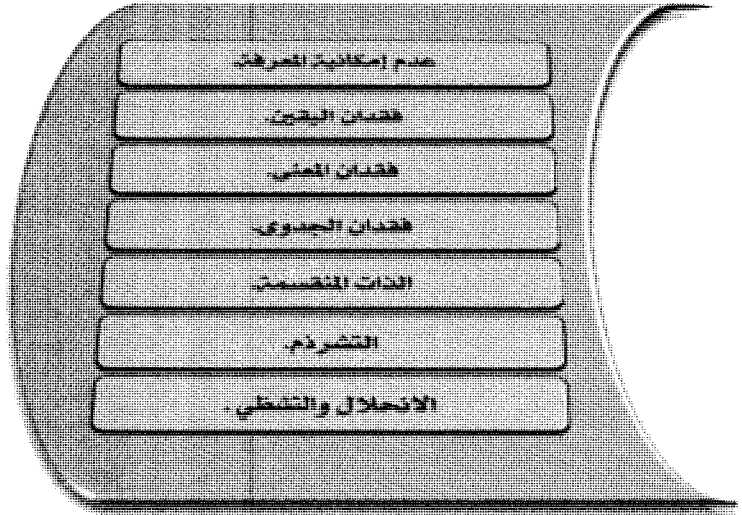 عدم إمكانية المعرفة.
فقدان اليقين.
فقدان المعنى.
فقدان الجدوى.
الذات المنقسمة.
التشرذم.
الانحلال والتشظي .